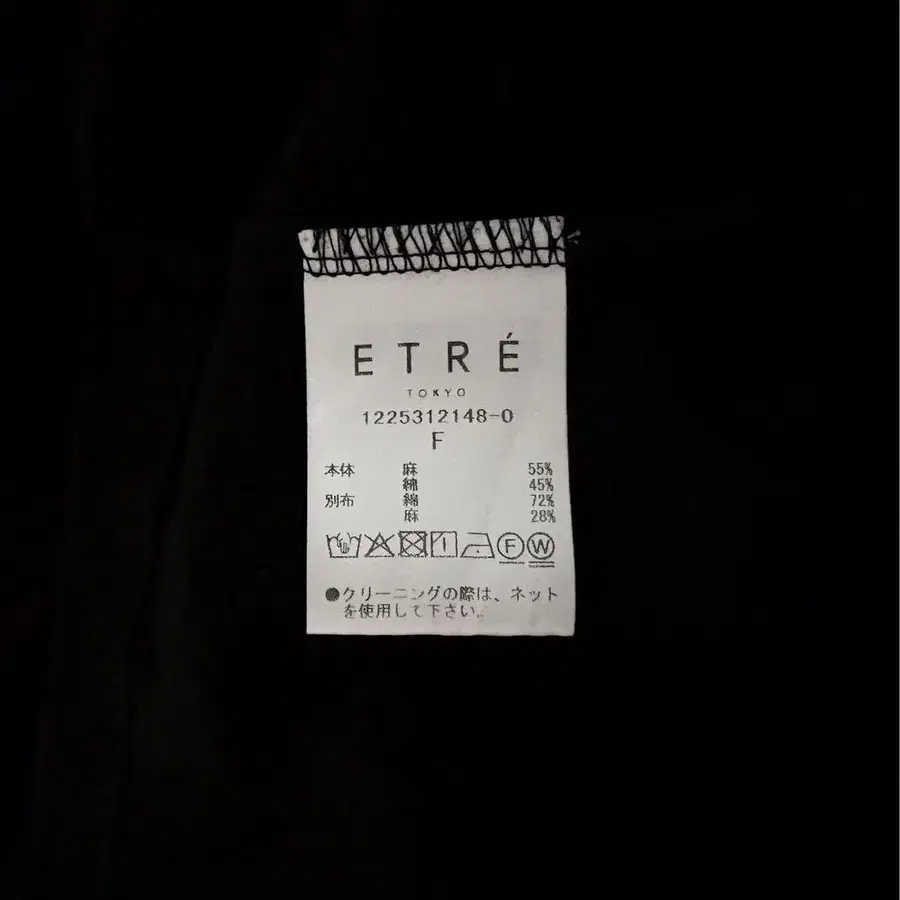 ETRÉ
TOKYO
1225312148-0
F
本体 麻 55%
綿 45%
別布 綿 72%
麻 28%
F W
●クリーニングの際は、ネット
を使用して下さい。